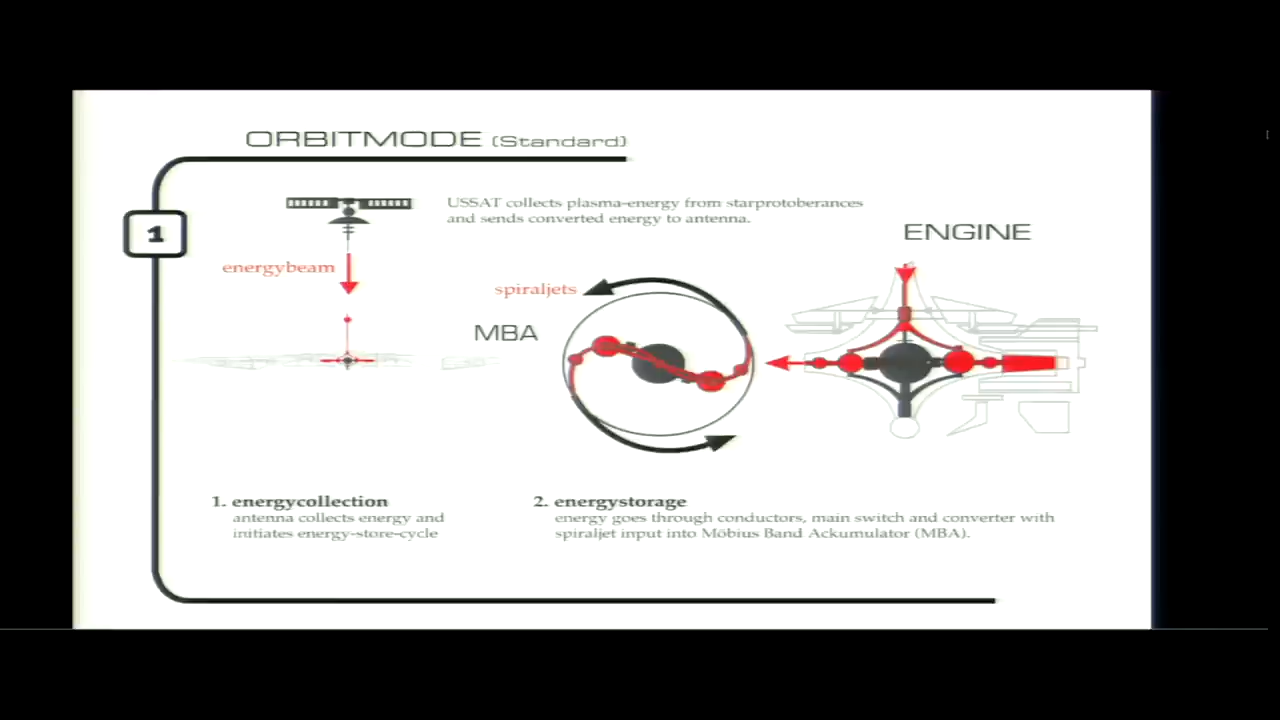 ORBITMODE (Standard)
1
USSAT collects plasma-energy from starprotoberances
and sends converted energy to antenna.
ENGINE
energybeam
spiraljets
MBA
1. energycollection
antenna collects energy and
initiates energy-store-cycle
2. energystorage
energy goes through conductors, main switch and converter with
spiraljet input into Möbius Band Ackumulator (MBA).